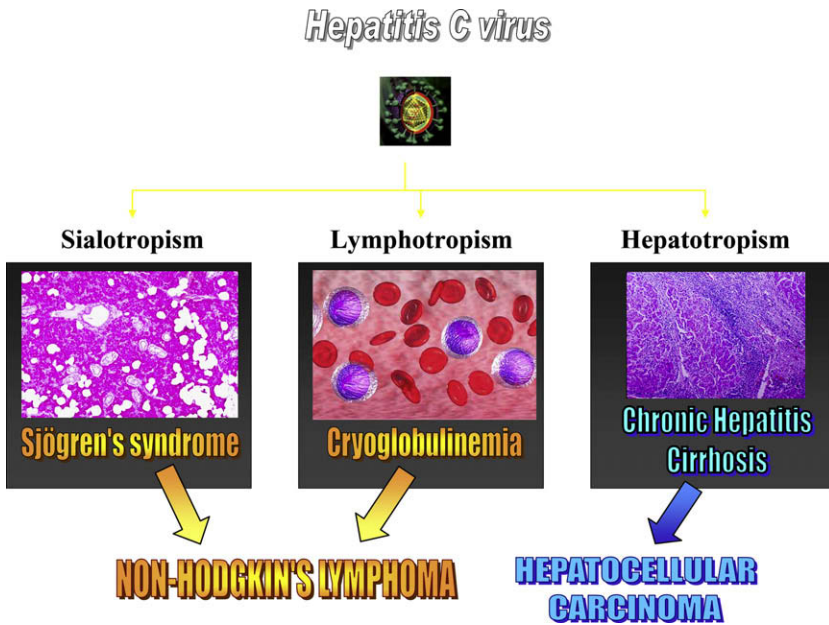 Hepatitis C virus
Sialotropism
Lymphotropism
Hepatotropism
Sjögren's syndrome
Cryoglobulinemia
Chronic Hepatitis
Cirrhosis
NON-HODGKIN'S LYMPHOMA
HEPATOCELLULAR
CARCINOMA